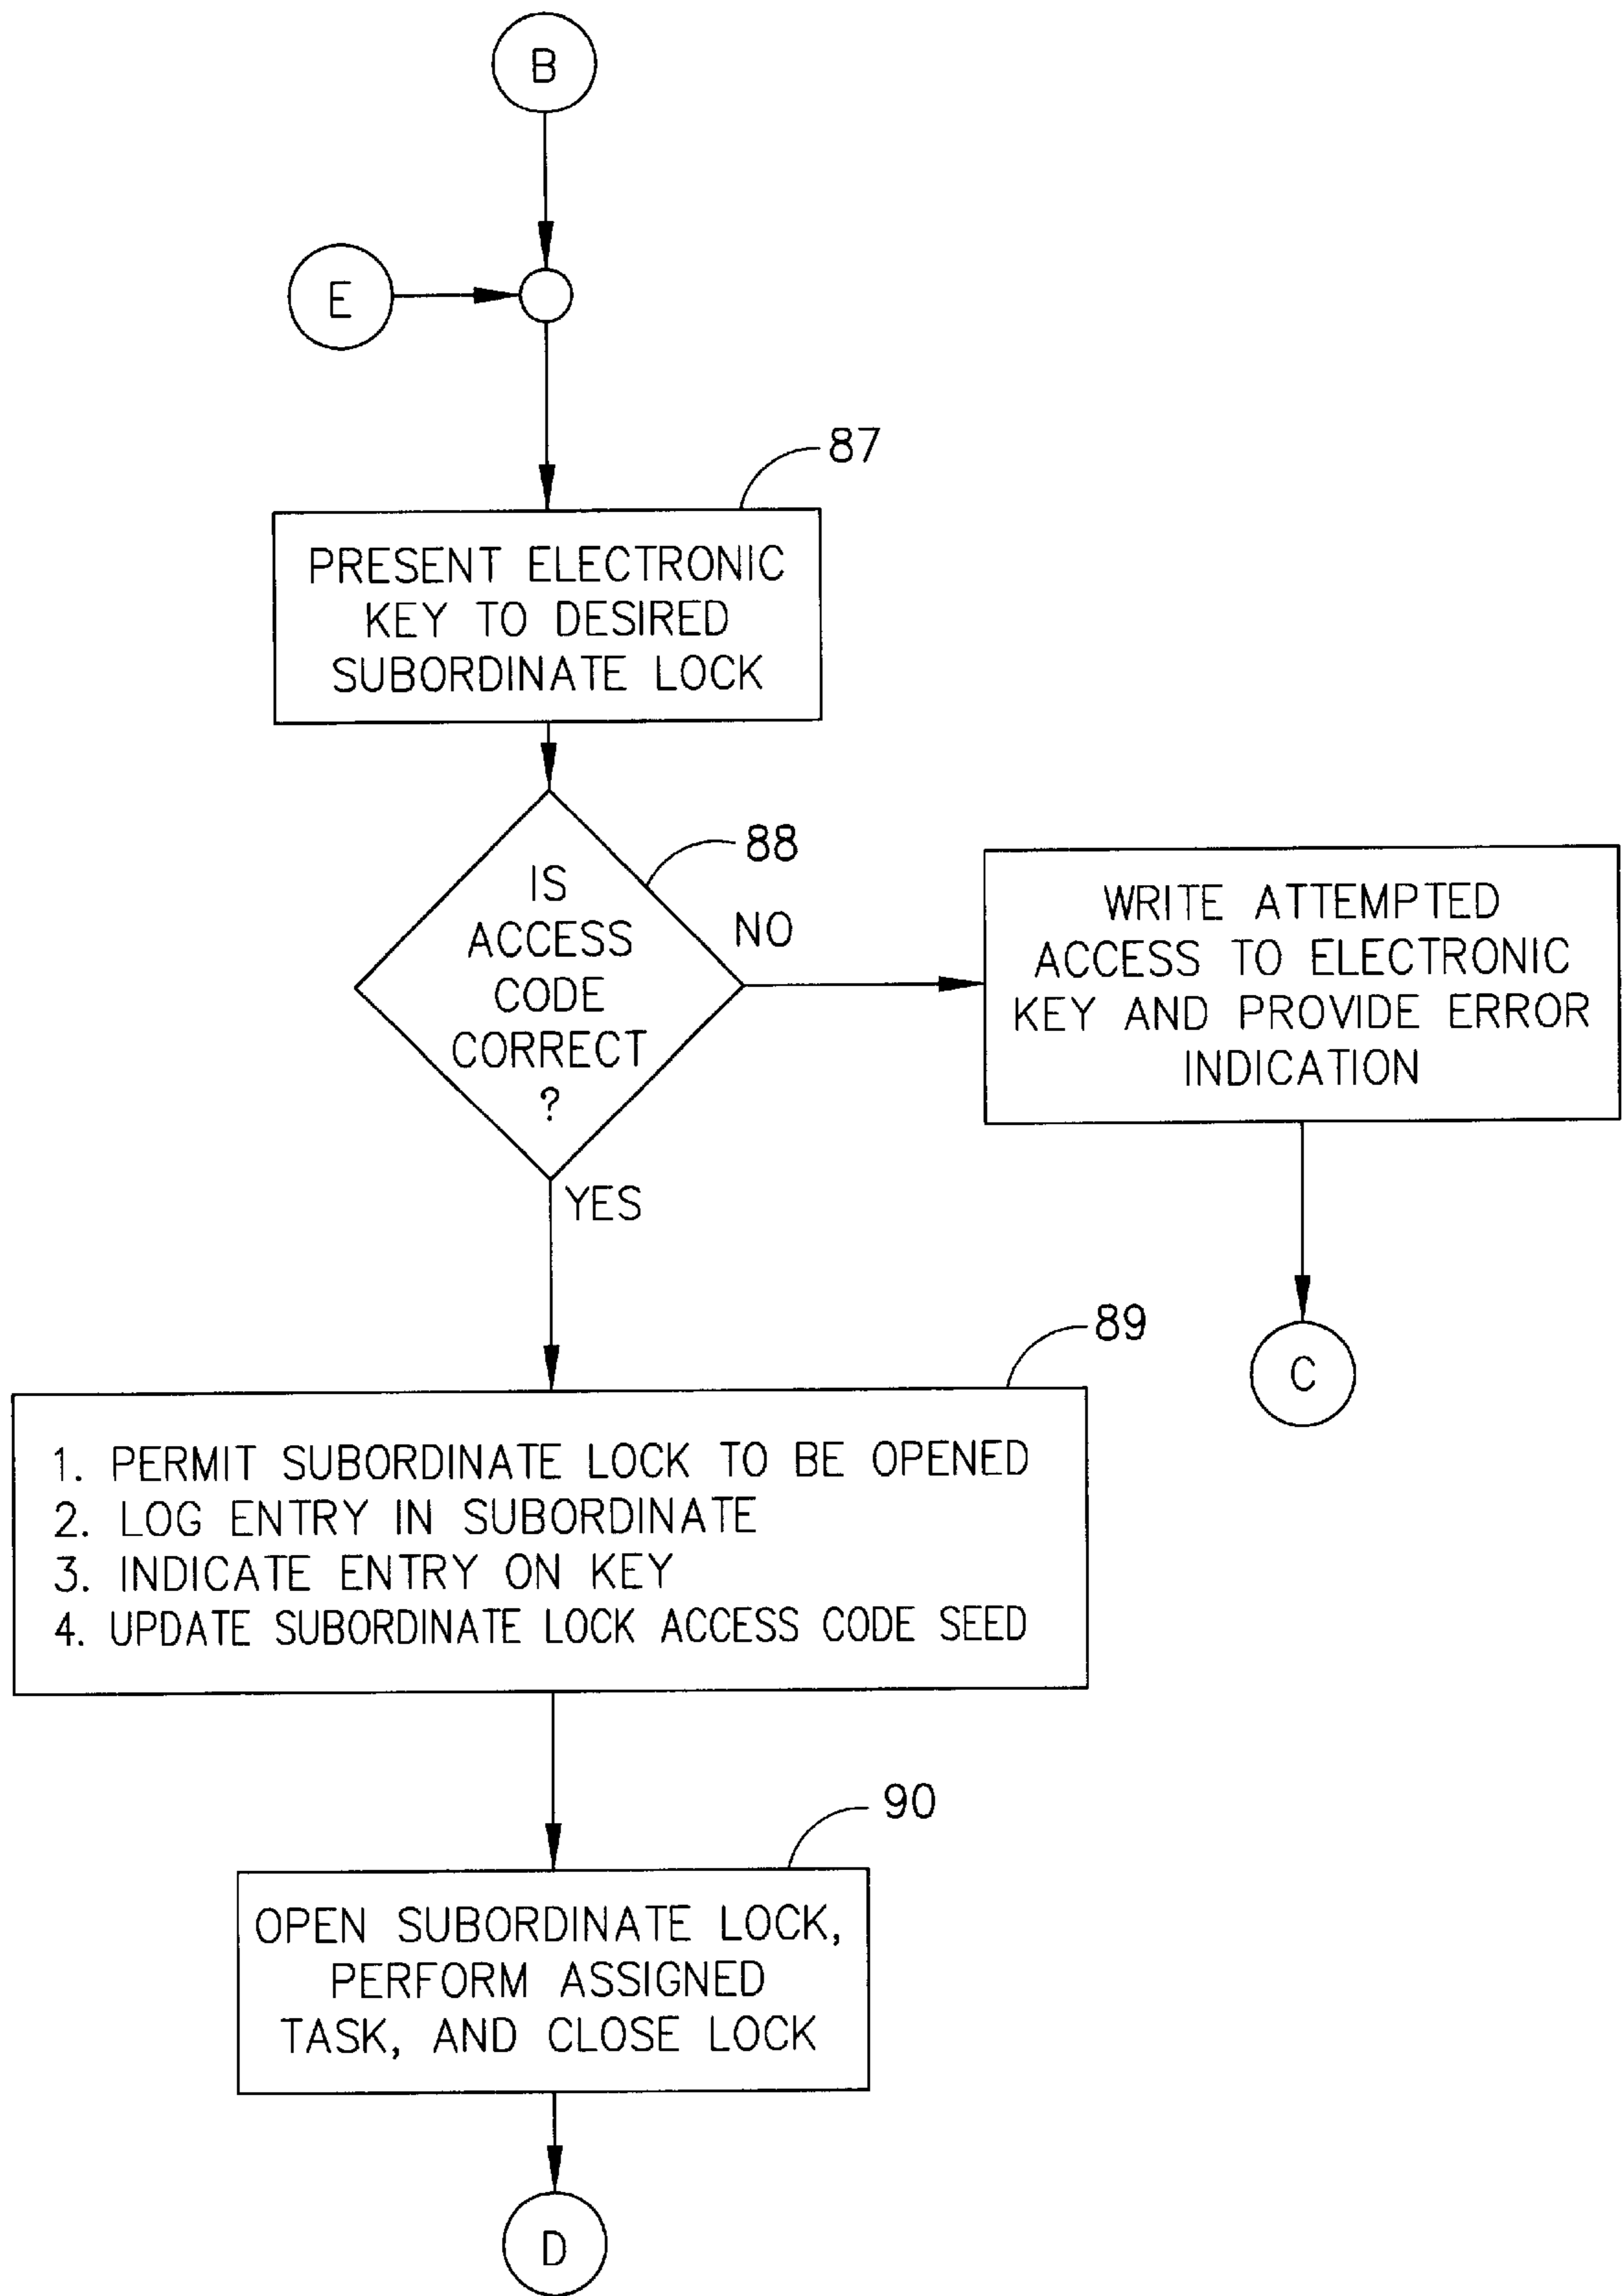 B
E
87
PRESENT ELECTRONIC
KEY TO DESIRED
SUBORDINATE LOCK
88
IS
ACCESS
CODE
CORRECT
?
NO
WRITE ATTEMPTED
ACCESS TO ELECTRONIC
KEY AND PROVIDE ERROR
INDICATION
YES
C
89
1. PERMIT SUBORDINATE LOCK TO BE OPENED
2. LOG ENTRY IN SUBORDINATE
3. INDICATE ENTRY ON KEY
4. UPDATE SUBORDINATE LOCK ACCESS CODE SEED
90
OPEN SUBORDINATE LOCK,
PERFORM ASSIGNED
TASK, AND CLOSE LOCK
D